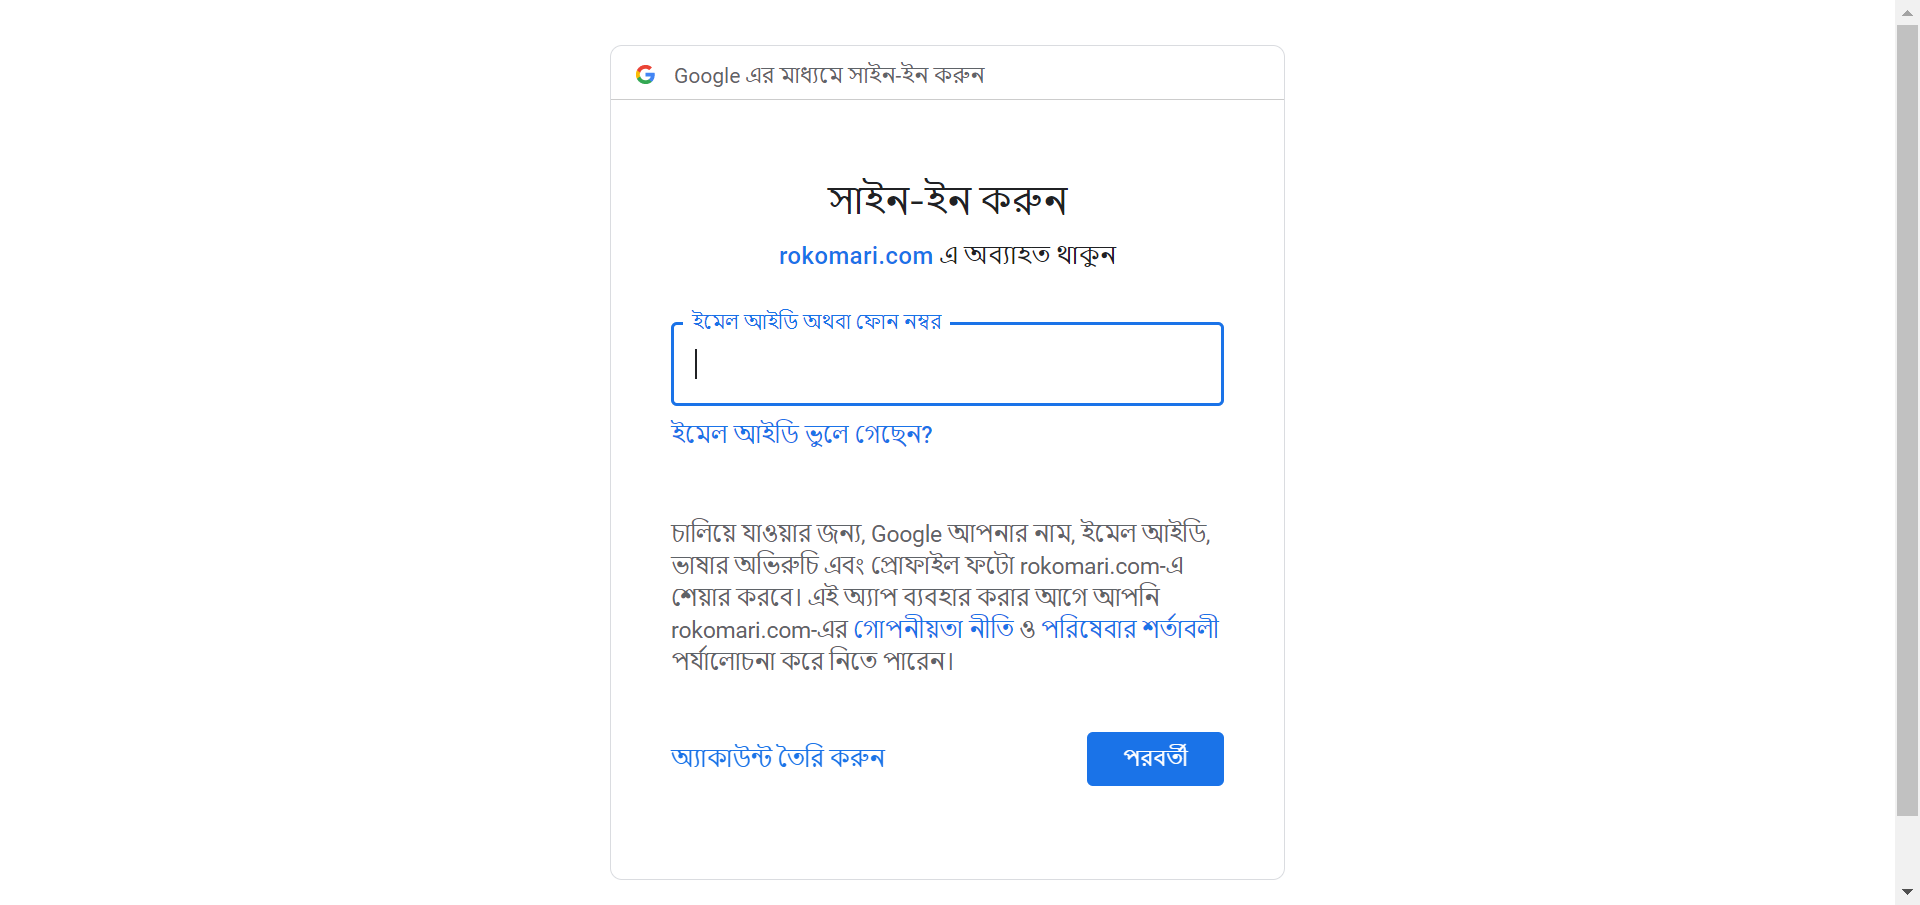 Google এর মাধ্যমে সাইন-ইন করুন
সাইন-ইন করুন
rokomari.com এ অব্যাহত থাকুন
ইমেল আইডি অথবা ফোন নম্বর
ইমেল আইডি ভুলে গেছেন?
চালিয়ে যাওয়ার জন্য, Google আপনার নাম, ইমেল আইডি,
ভাষার অভিরুচি এবং প্রোফাইল ফটো rokomari.com-এ
শেয়ার করবে। এই অ্যাপ ব্যবহার করার আগে আপনি
rokomari.com-এর গোপনীয়তা নীতি ও পরিষেবার শর্তাবলী
পর্যালোচনা করে নিতে পারেন।
অ্যাকাউন্ট তৈরি করুন
পরবর্তী